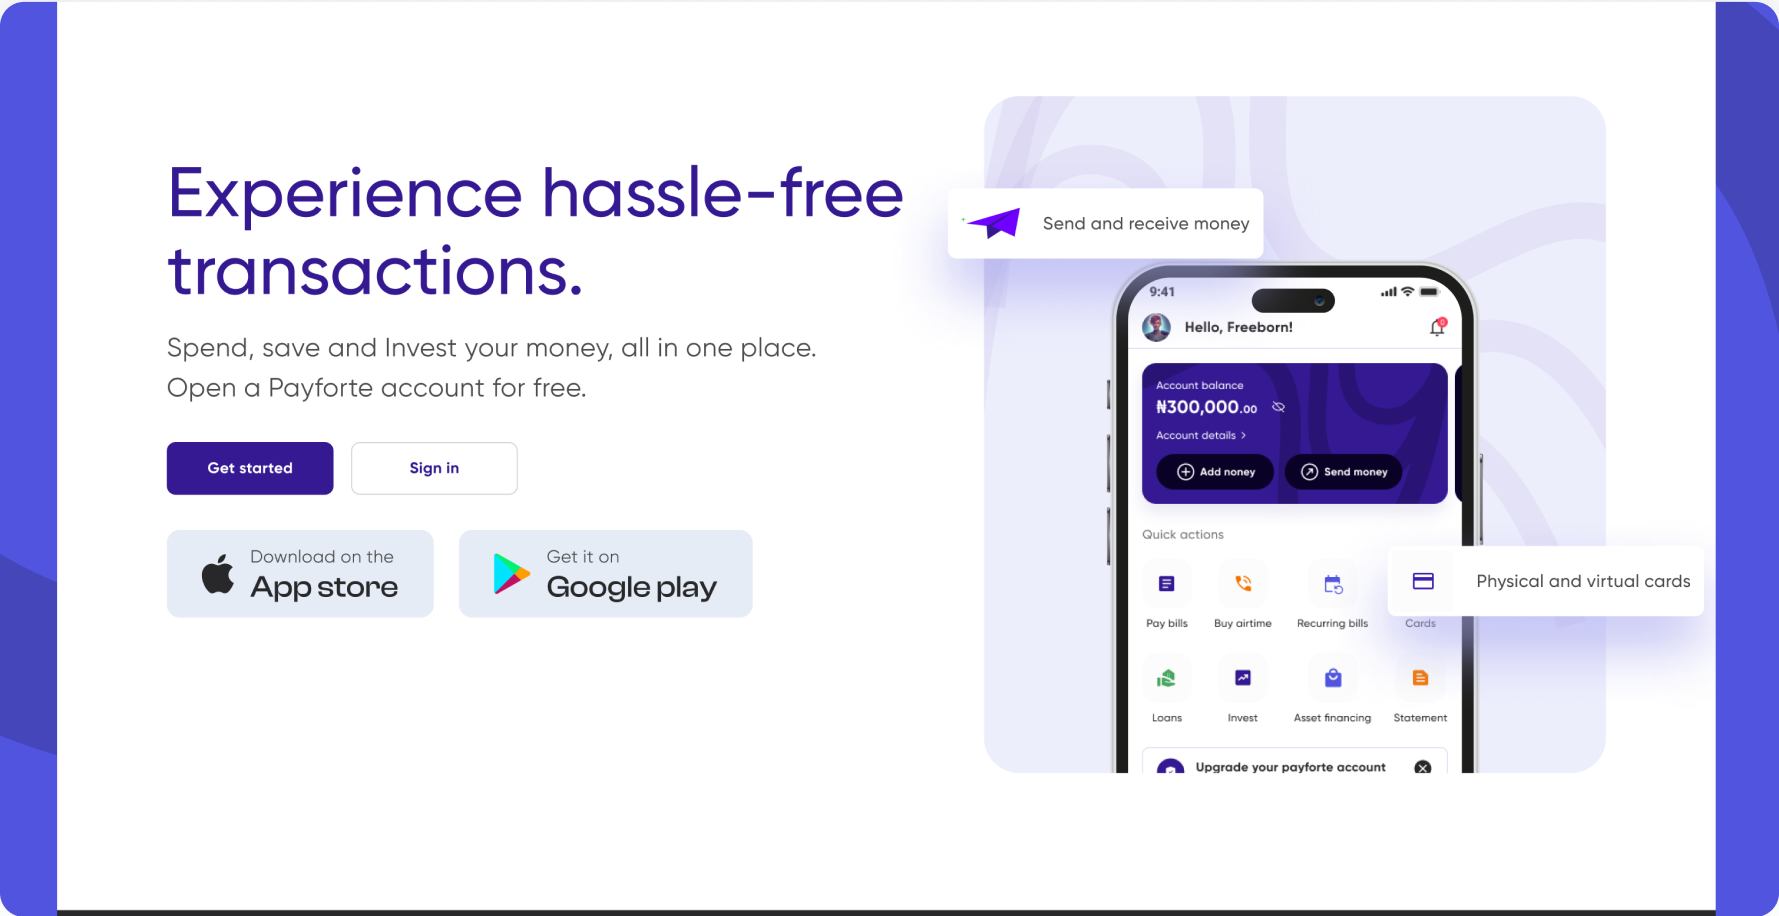 Experience hassle-free
transactions.
Spend, save and Invest your money, all in one place.
Open a Payforte account for free.
Get started
Sign in
Download on the
App store
Get it on
Google play
Send and receive money
9:41
Hello, Freeborn!
Account balance
₦300,000.00
Account details >
Add noney
Send money
Quick actions
Pay bills
Buy airtime
Recurring bills
Cards
Physical and virtual cards
Loans
Invest
Asset financing
Statement
Upgrade your payforte account